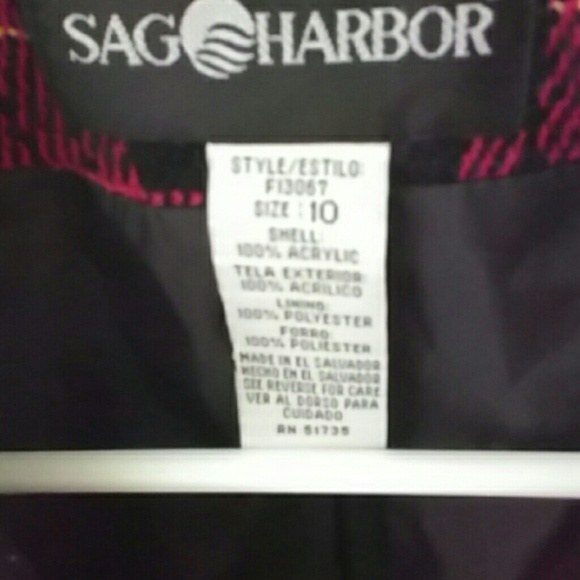 SAG HARBOR
STYLE/ESTILO:
F13067
SIZE : 10
SHELL:
100% ACRYLIC
TELA EXTERIOR:
100% ACRILICO
LINING:
100% POLYESTER
FORRO:
100% POLIESTER
MADE IN EL SALVADOR
HECHO EN EL SALVADOR
SEE REVERSE FOR CARE
VER AL DORSO PARA
CUIDADO
RN 51735